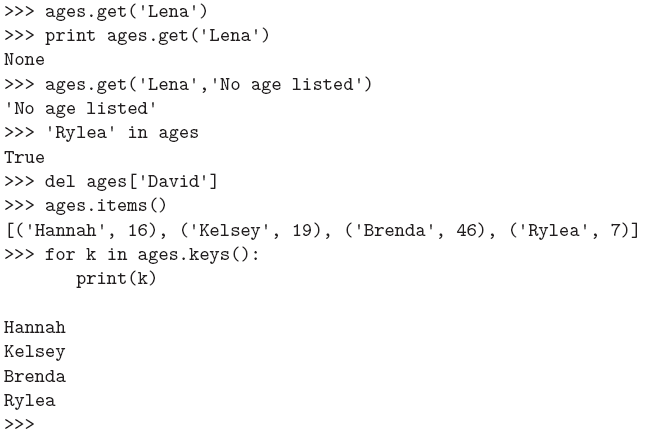 >>> ages.get('Lena')
>>> print ages.get('Lena')
None
>>> ages.get('Lena','No age listed')
'No age listed'
>>> 'Rylea' in ages
True
>>> del ages['David']
>>> ages.items()
[('Hannah', 16), ('Kelsey', 19), ('Brenda', 46), ('Rylea', 7)]
>>> for k in ages.keys():
       print(k)

Hannah
Kelsey
Brenda
Rylea
>>>